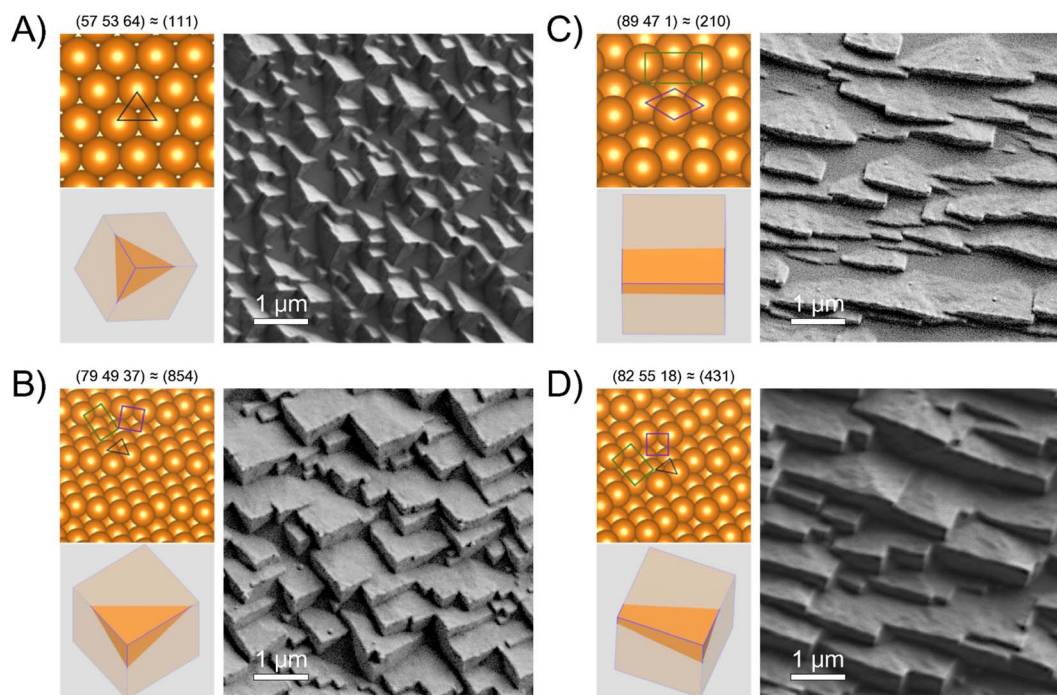 A)
(57 53 64) ≈ (111)
1 µm
B)
(79 49 37) ≈ (854)
1 µm
C)
(89 47 1) ≈ (210)
1 µm
D)
(82 55 18) ≈ (431)
1 µm